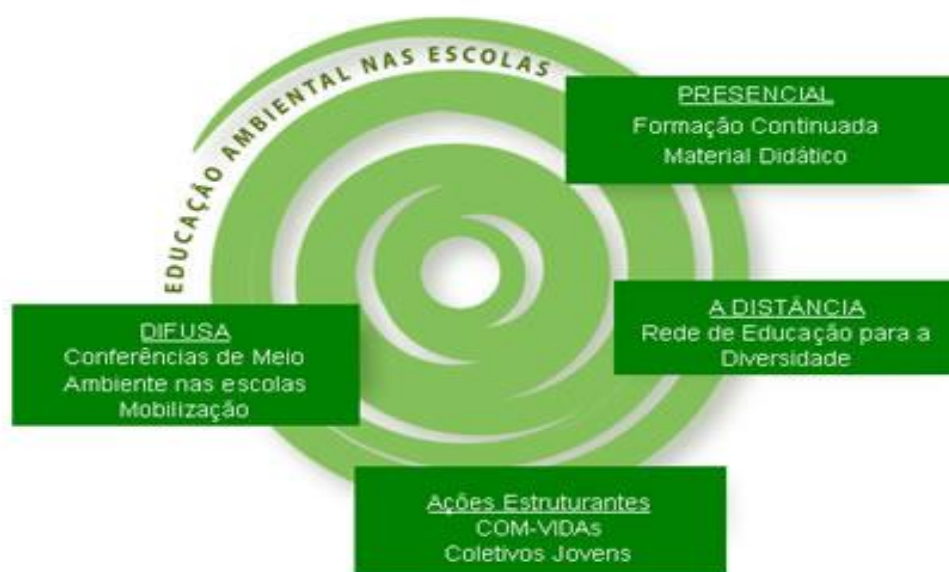 EDUCAÇÃO AMBIENTAL NAS ESCOLAS
PRESENCIAL
Formação Continuada
Material Didático
A DISTÂNCIA
Rede de Educação para a
Diversidade
DIFUSA
Conferências de Meio
Ambiente nas escolas
Mobilização
Ações Estruturantes
COM-VIDAs
Coletivos Jovens